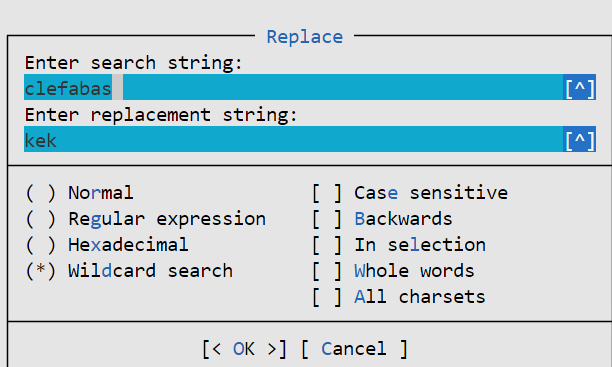 Replace
Enter search string:
clefabas [^]
Enter replacement string:
kek [^]
( ) Normal [ ] Case sensitive
( ) Regular expression [ ] Backwards
( ) Hexadecimal [ ] In selection
(*) Wildcard search [ ] Whole words
[ ] All charsets
[< OK >] [ Cancel ]